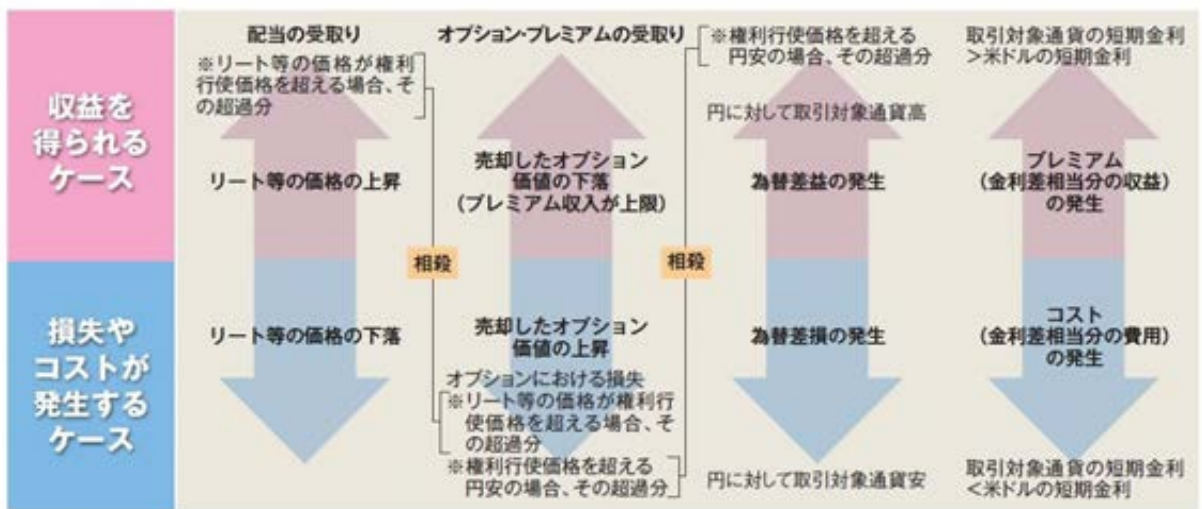 収益を
得られる
ケース
配当の受取り
※リート等の価格が権利
行使価格を超える場合、そ
の超過分
リート等の価格の上昇
オプション・プレミアムの受取り
売却したオプション
価値の下落
(プレミアム収入が上限)
※権利行使価格を超える
円安の場合、その超過分
円に対して取引対象通貨高
為替差益の発生
取引対象通貨の短期金利
>米ドルの短期金利
プレミアム
(金利差相当分の収益)
の発生
相殺
相殺
損失や
コストが
発生する
ケース
リート等の価格の下落
売却したオプション
価値の上昇
オプションにおける損失
※リート等の価格が権利行
使価格を超える場合、そ
の超過分
※権利行使価格を超える
円安の場合、その超過分
為替差損の発生
円に対して取引対象通貨安
コスト
(金利差相当分の費用)
の発生
取引対象通貨の短期金利
<米ドルの短期金利